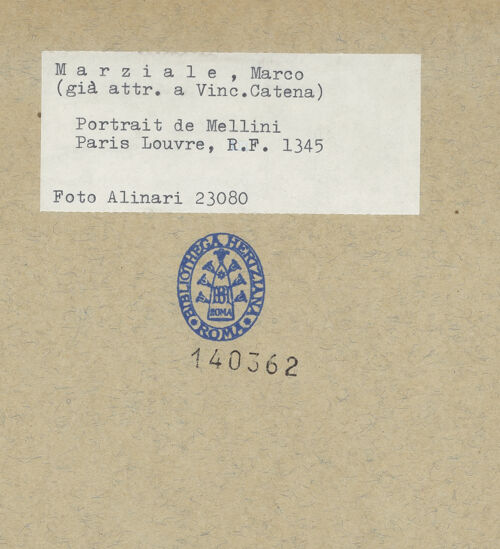 Marziale, Marco
(già attr. a Vinc.Catena)
Portrait de Mellini
Paris Louvre, R.F. 1345
Foto Alinari 23080
BIBLIOTHECA HERTZIANA
ROMA
ROMA
140362